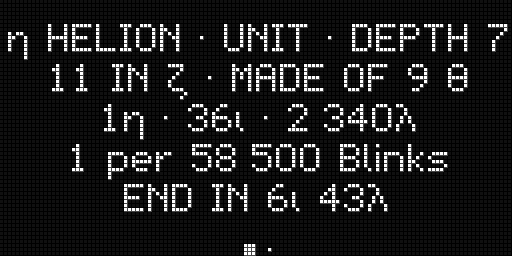 η HELION · UNIT · DEPTH 7
11 IN ζ · MADE OF 9 θ
1η · 36ι · 2 340λ
1 per 58 500 Blinks
END IN 6ι 43λ